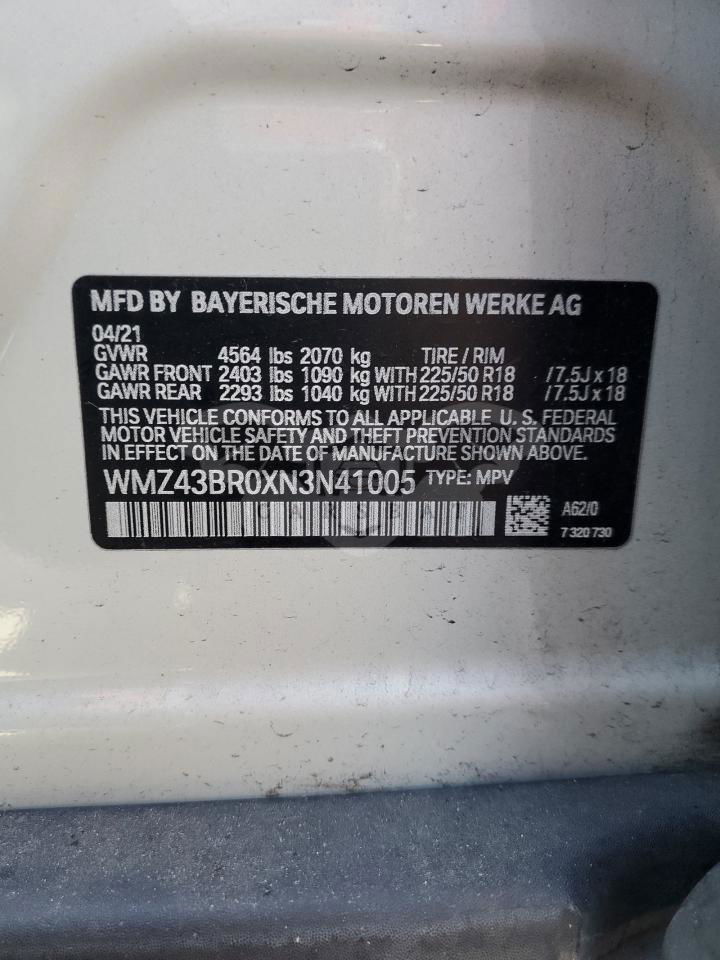 MFD BY BAYERISCHE MOTOREN WERKE AG
04/21
GVWR 4564 lbs 2070 kg TIRE / RIM
GAWR FRONT 2403 lbs 1090 kg WITH 225/50 R18 / 7.5J x 18
GAWR REAR 2293 lbs 1040 kg WITH 225/50 R18 / 7.5J x 18
THIS VEHICLE CONFORMS TO ALL APPLICABLE U. S. FEDERAL
MOTOR VEHICLE SAFETY AND THEFT PREVENTION STANDARDS
IN EFFECT ON THE DATE OF MANUFACTURE SHOWN ABOVE.
WMZ43BR0XN3N41005 TYPE: MPV
A62/0
7 320 730